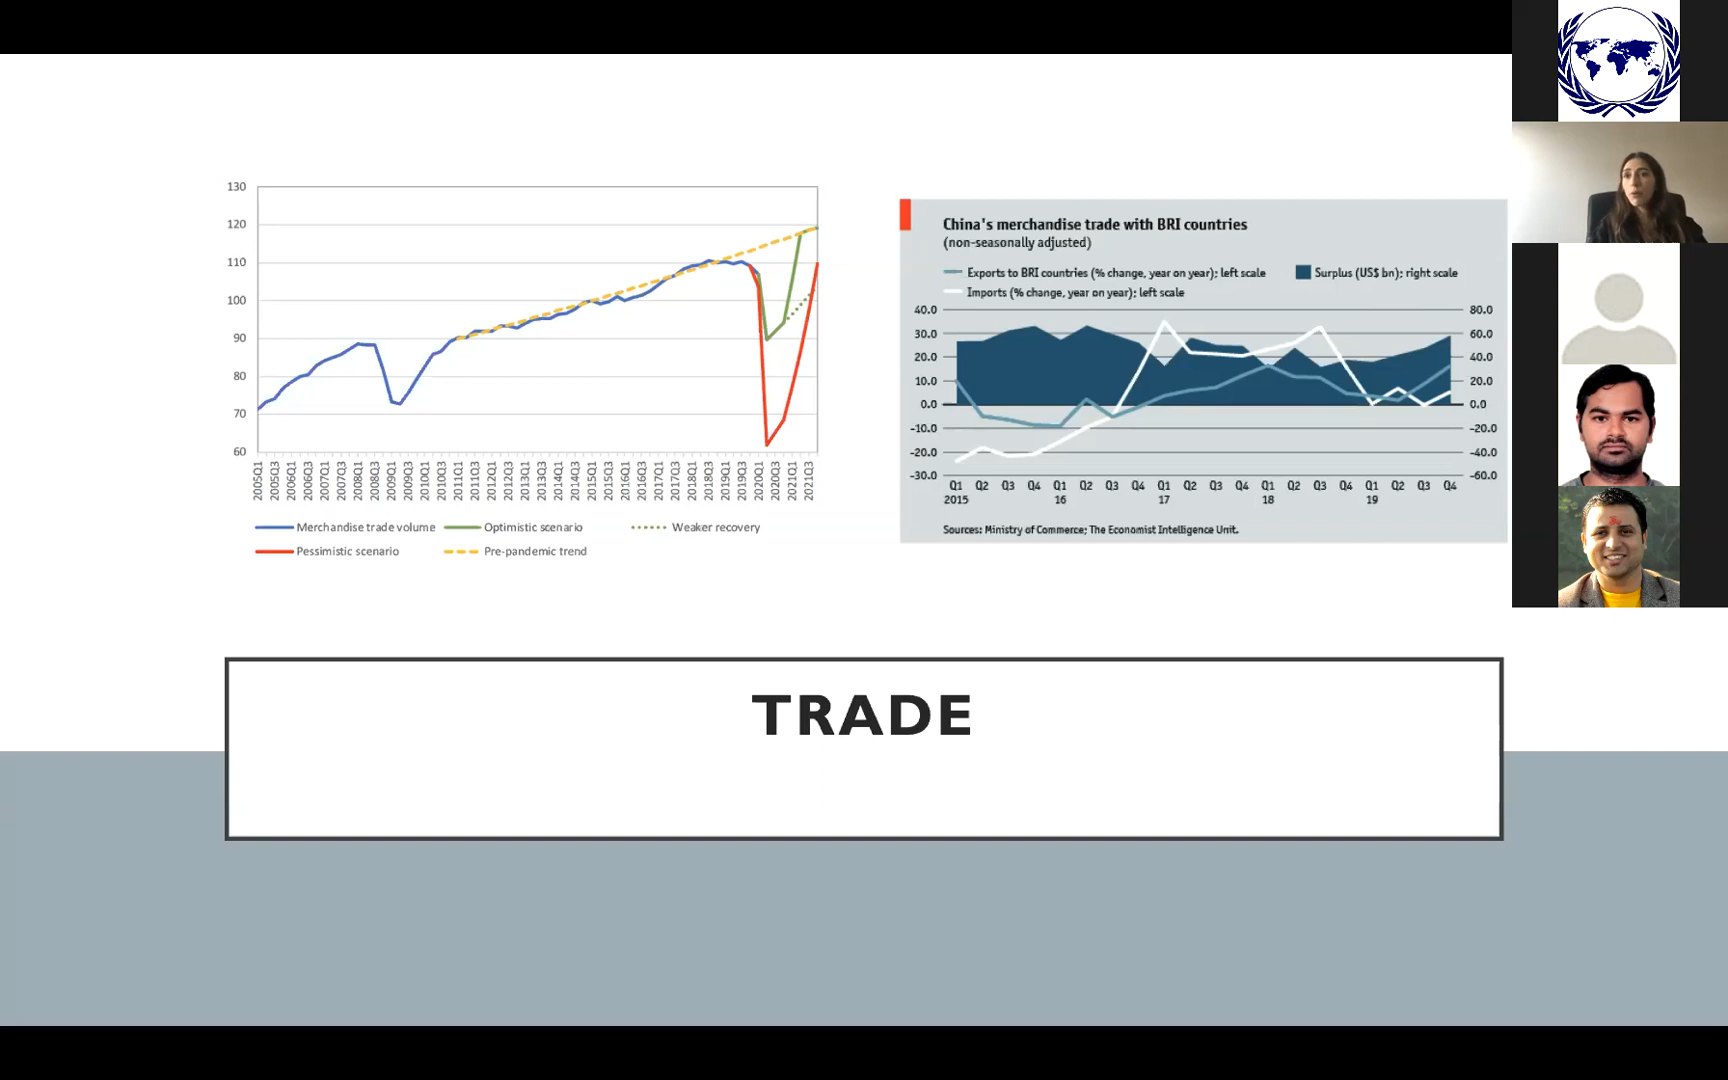 130
120
110
100
90
80
70
60
2005Q1 2005Q3 2006Q1 2006Q3 2007Q1 2007Q3 2008Q1 2008Q3 2009Q1 2009Q3 2010Q1 2010Q3 2011Q1 2011Q3 2012Q1 2012Q3 2013Q1 2013Q3 2014Q1 2014Q3 2015Q1 2015Q3 2016Q1 2016Q3 2017Q1 2017Q3 2018Q1 2018Q3 2019Q1 2019Q3 2020Q1 2020Q3 2021Q1 2021Q3
Merchandise trade volume Optimistic scenario Weaker recovery
Pessimistic scenario Pre-pandemic trend
China's merchandise trade with BRI countries
(non-seasonally adjusted)
Exports to BRI countries (% change, year on year); left scale Surplus (US$ bn); right scale
Imports (% change, year on year); left scale
40.0 80.0
30.0 60.0
20.0 40.0
10.0 20.0
0.0 0.0
-10.0 -20.0
-20.0 -40.0
-30.0 -60.0
Q1 Q2 Q3 Q4 Q1 Q2 Q3 Q4 Q1 Q2 Q3 Q4 Q1 Q2 Q3 Q4 Q1 Q2 Q3 Q4
2015 16 17 18 19
Sources: Ministry of Commerce; The Economist Intelligence Unit.
TRADE